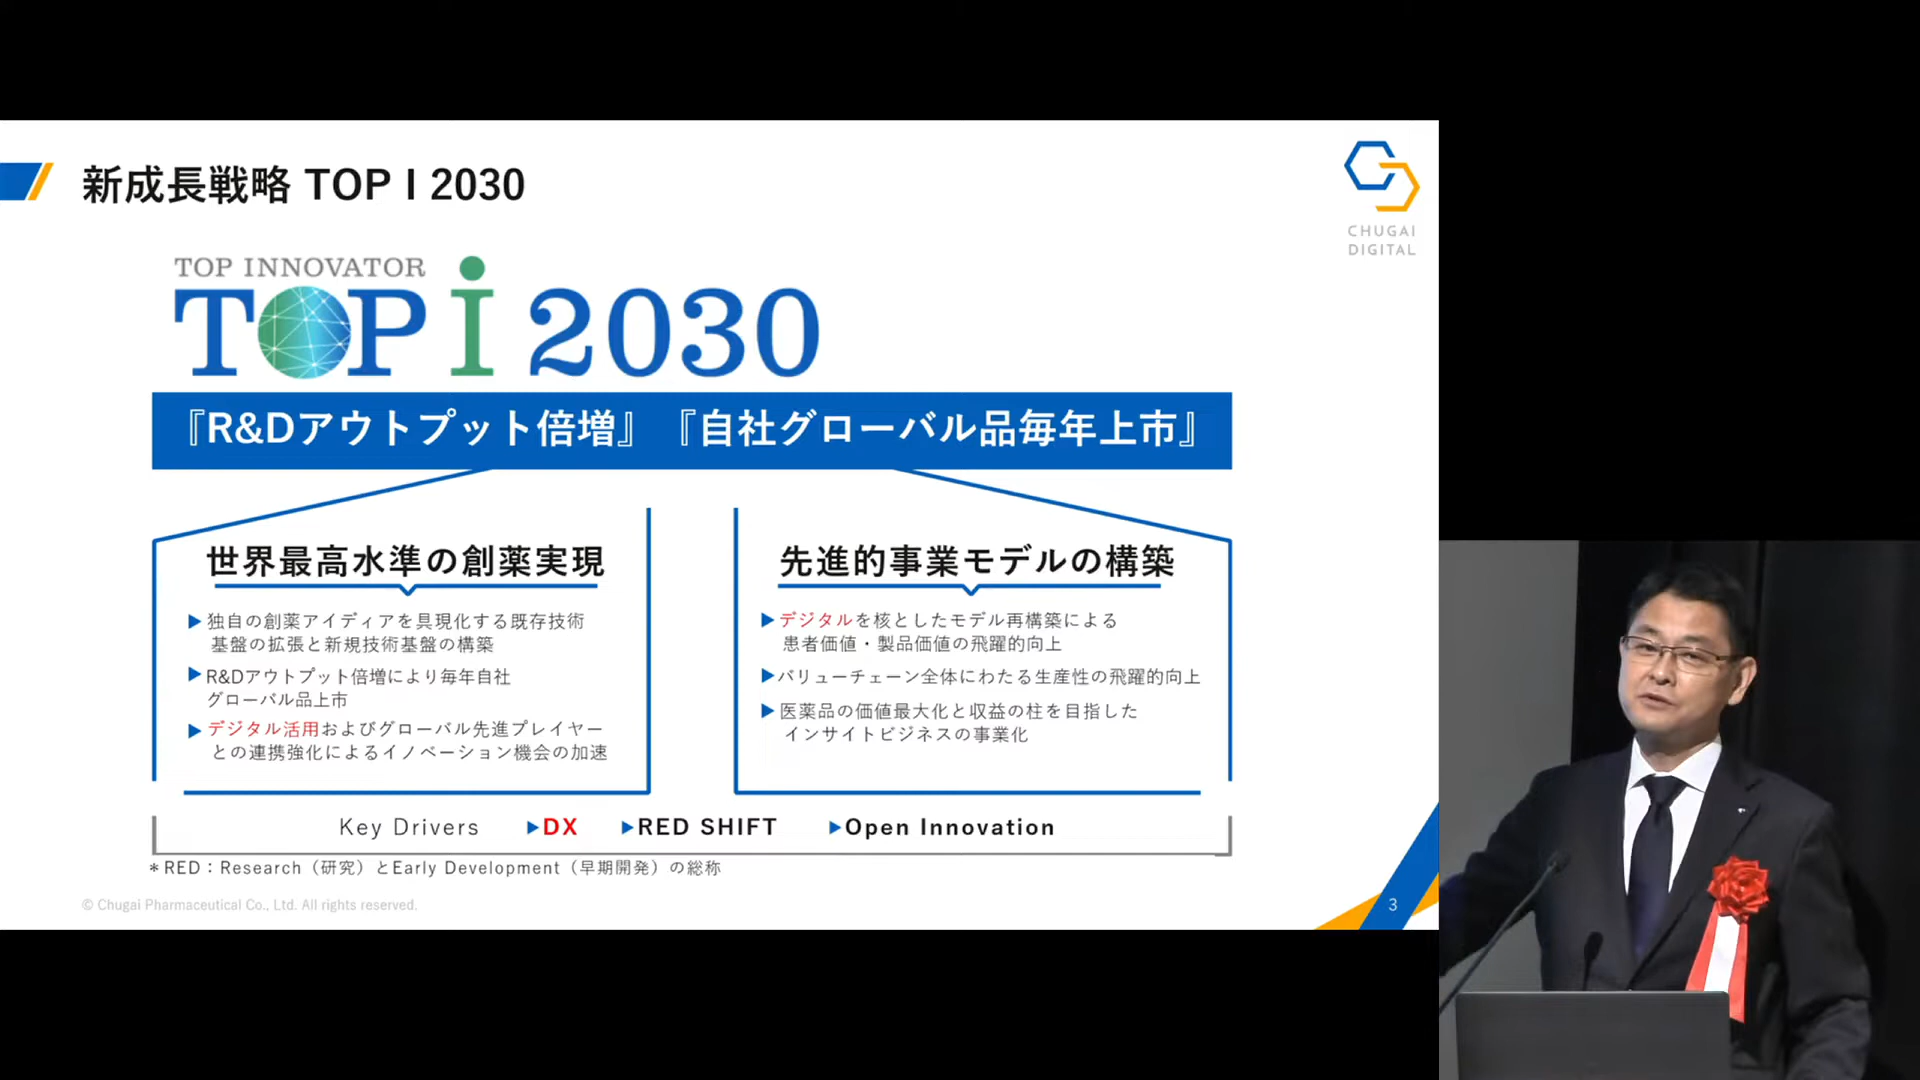 新成長戦略 TOP I 2030
CHUGAI
DIGITAL
TOP INNOVATOR
TOP i 2030
『R&Dアウトプット倍増』『自社グローバル品毎年上市』
世界最高水準の創薬実現
▶独自の創薬アイディアを具現化する既存技術
基盤の拡張と新規技術基盤の構築
▶R&Dアウトプット倍増により毎年自社
グローバル品上市
▶デジタル活用およびグローバル先進プレイヤー
との連携強化によるイノベーション機会の加速
先進的事業モデルの構築
▶デジタルを核としたモデル再構築による
患者価値・製品価値の飛躍的向上
▶バリューチェーン全体にわたる生産性の飛躍的向上
▶医薬品の価値最大化と収益の柱を目指した
インサイトビジネスの事業化
Key Drivers ▶DX ▶RED SHIFT ▶Open Innovation
＊RED：Research（研究）とEarly Development（早期開発）の総称
© Chugai Pharmaceutical Co., Ltd. All rights reserved.
3